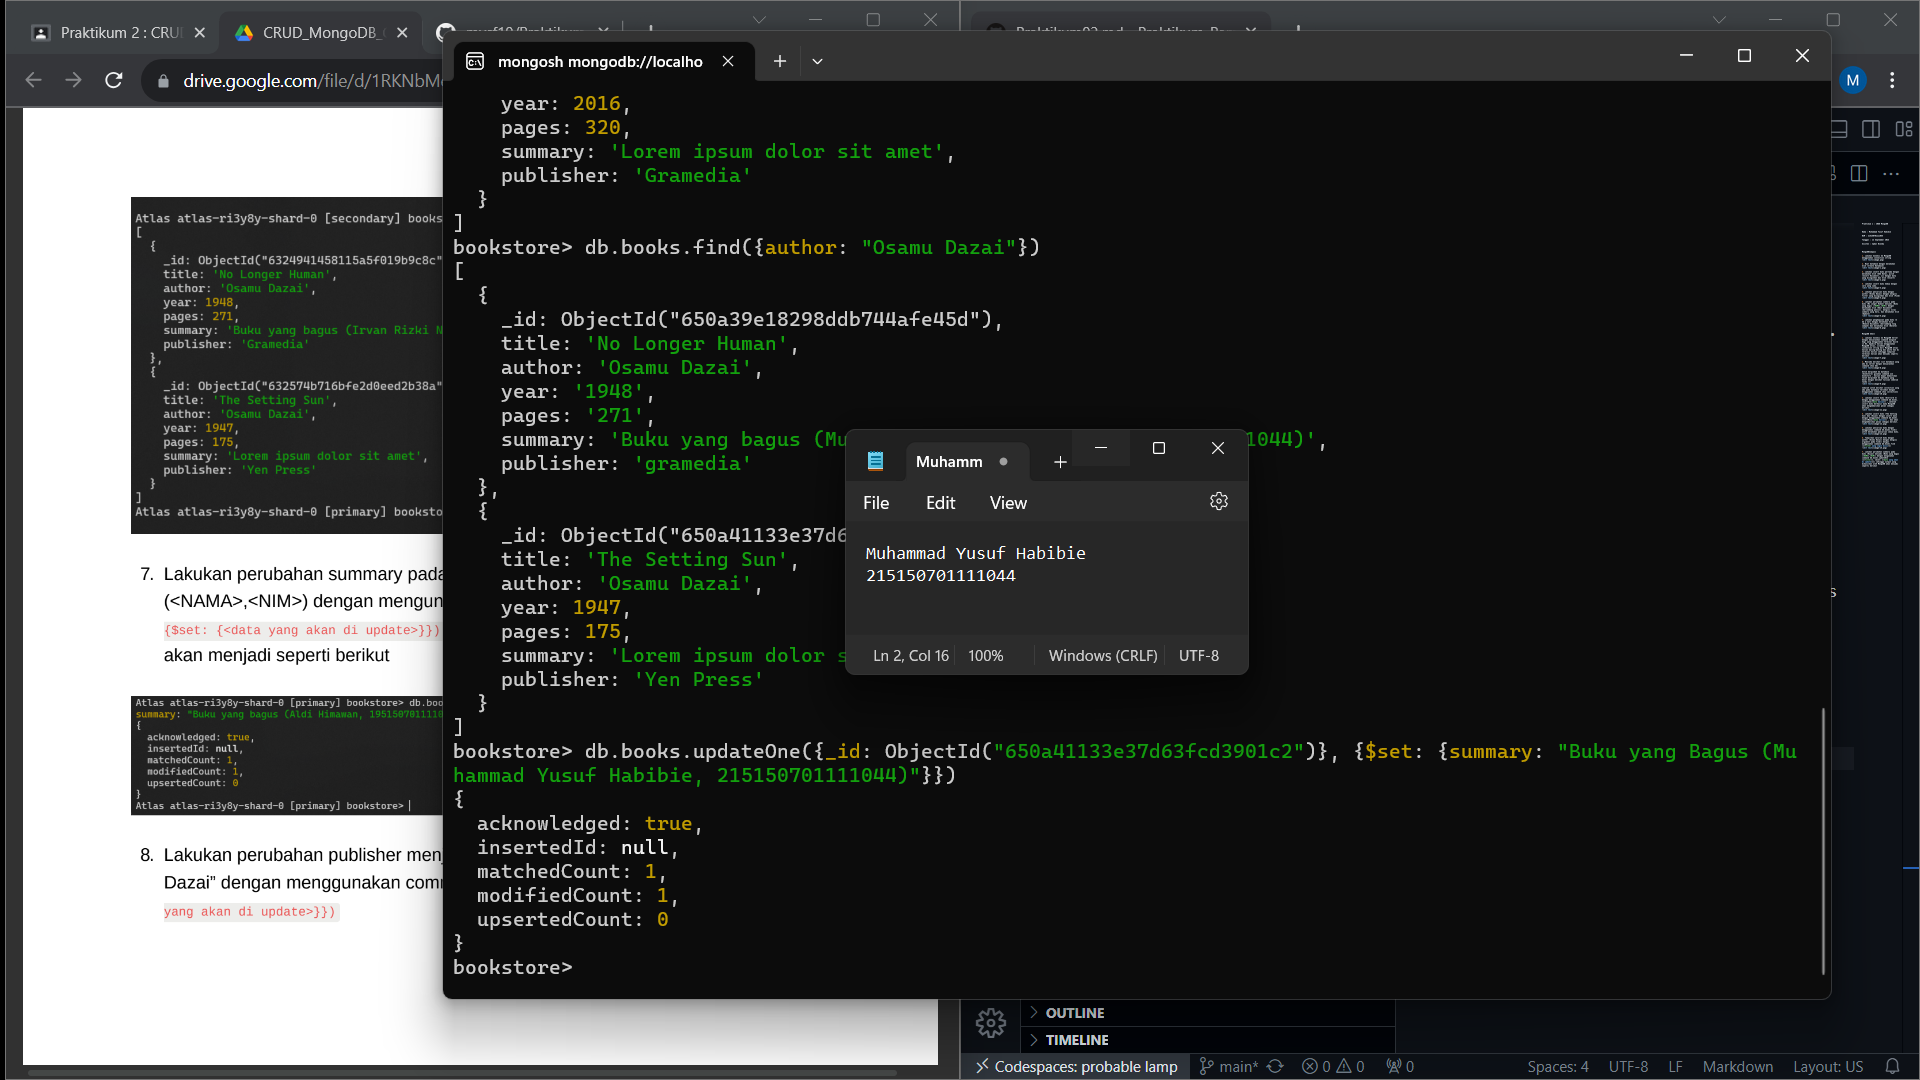 Praktikum 2 : CRU
CRUD_MongoDB_
drive.google.com/file/d/1RKNbM
mongosh mongodb://localho
M
Atlas atlas-ri3y8y-shard-0 [secondary] books
[
{
_id: ObjectId("6324941458115a5f019b9c8c"
title: 'No Longer Human',
author: 'Osamu Dazai',
year: 1948,
pages: 271,
summary: 'Buku yang bagus (Irvan Rizki N
publisher: 'Gramedia'
},
{
_id: ObjectId("632574b716bfe2d0eed2b38a"
title: 'The Setting Sun',
author: 'Osamu Dazai',
year: 1947,
pages: 175,
summary: 'Lorem ipsum dolor sit amet',
publisher: 'Yen Press'
}
]
Atlas atlas-ri3y8y-shard-0 [primary] booksto
7. Lakukan perubahan summary pada
(<NAMA>,<NIM>) dengan mengun
{$set: {<data yang akan di update>}})
akan menjadi seperti berikut
Atlas atlas-ri3y8y-shard-0 [primary] bookstore> db.boo
summary: "Buku yang bagus (Aldi Himawan, 19515070111110
{
acknowledged: true,
insertedId: null,
matchedCount: 1,
modifiedCount: 1,
upsertedCount: 0
}
Atlas atlas-ri3y8y-shard-0 [primary] bookstore>
8. Lakukan perubahan publisher menj
Dazai” dengan menggunakan comm
yang akan di update>}})
year: 2016,
pages: 320,
summary: 'Lorem ipsum dolor sit amet',
publisher: 'Gramedia'
}
]
bookstore> db.books.find({author: "Osamu Dazai"})
[
{
_id: ObjectId("650a39e18298ddb744afe45d"),
title: 'No Longer Human',
author: 'Osamu Dazai',
year: '1948',
pages: '271',
summary: 'Buku yang bagus (Mu 1044)',
publisher: 'gramedia'
},
{
_id: ObjectId("650a41133e37d6
title: 'The Setting Sun',
author: 'Osamu Dazai',
year: 1947,
pages: 175,
summary: 'Lorem ipsum dolor s
publisher: 'Yen Press'
}
]
bookstore> db.books.updateOne({_id: ObjectId("650a41133e37d63fcd3901c2")}, {$set: {summary: "Buku yang Bagus (Mu
hammad Yusuf Habibie, 215150701111044)"}})
{
acknowledged: true,
insertedId: null,
matchedCount: 1,
modifiedCount: 1,
upsertedCount: 0
}
bookstore>
Muhamm
File Edit View
Muhammad Yusuf Habibie
215150701111044
Ln 2, Col 16 100% Windows (CRLF) UTF-8
s
OUTLINE
TIMELINE
Codespaces: probable lamp main* 0 0 0 Spaces: 4 UTF-8 LF Markdown Layout: US